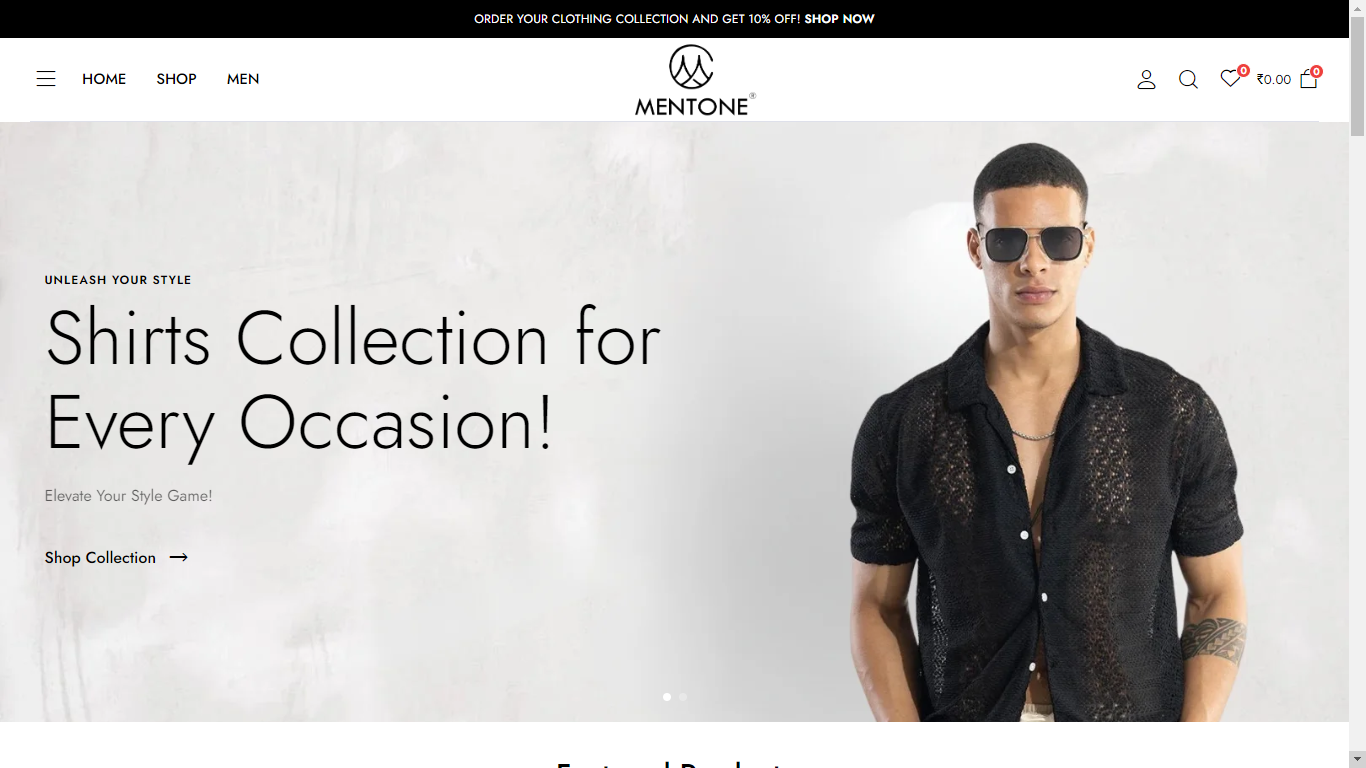 ORDER YOUR CLOTHING COLLECTION AND GET 10% OFF! SHOP NOW
HOME SHOP MEN
MENTONE®
0 ₹0.00 0
UNLEASH YOUR STYLE
Shirts Collection for
Every Occasion!
Elevate Your Style Game!
Shop Collection →